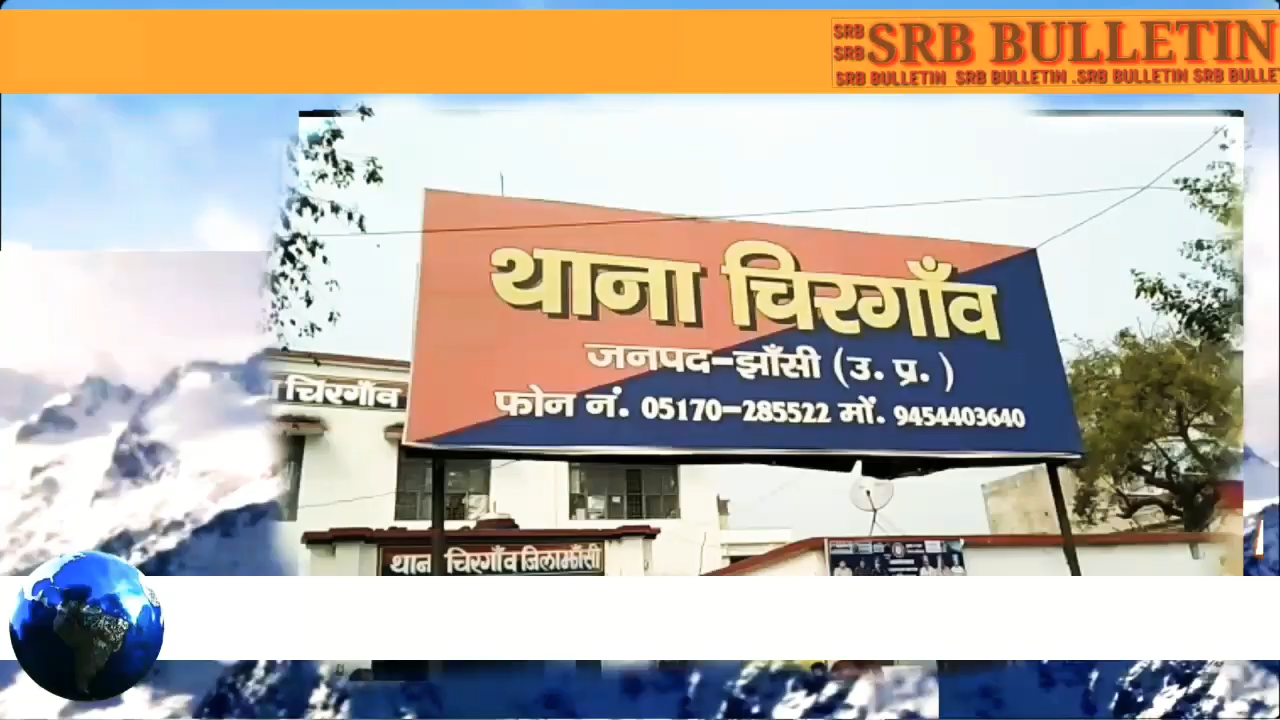 SRB SRB BULLETIN
SRB
SRB BULLETIN SRB BULLETIN .SRB BULLETIN SRB BULLE
थाना चिरगाँव
जनपद-झाँसी (उ. प्र. )
फोन नं. 05170-285522 मों. 9454403640
चिरगाँव
थान चिरगाँव जिला झाँसी